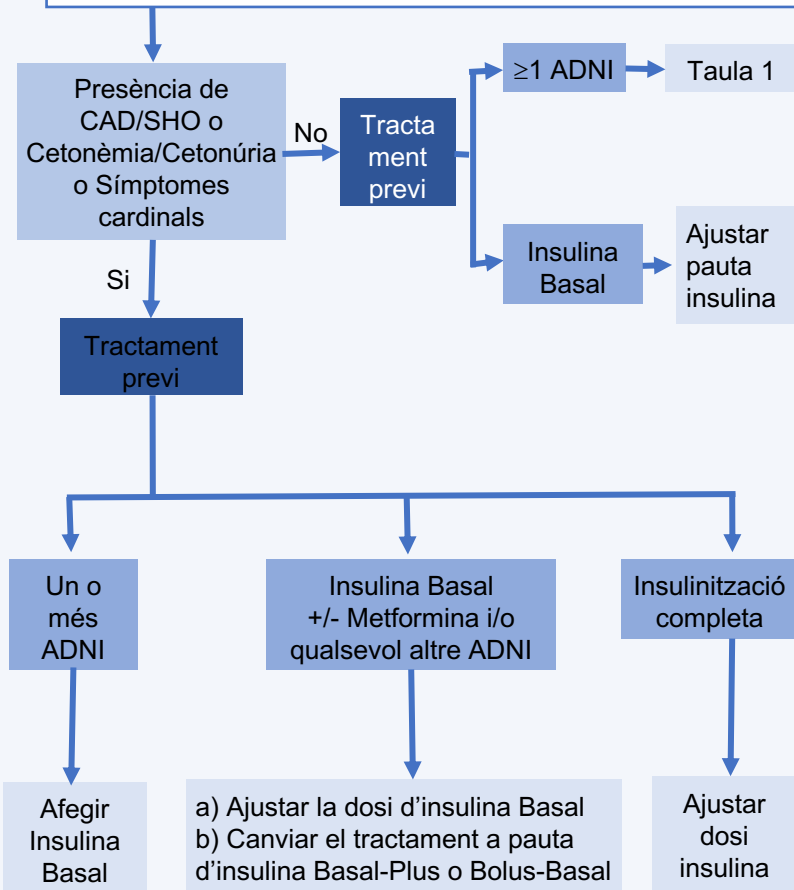 Presència de
CAD/SHO o
Cetonèmia/Cetonúria
o Símptomes
cardinals
No
Tracta
ment
previ
≥1 ADNI
Taula 1
Insulina
Basal
Ajustar
pauta
insulina
Si
Tractament
previ
Un o
més
ADNI
Insulina Basal
+/- Metformina i/o
qualsevol altre ADNI
Insulinització
completa
Afegir
Insulina
Basal
a) Ajustar la dosi d’insulina Basal
b) Canviar el tractament a pauta
d’insulina Basal-Plus o Bolus-Basal
Ajustar
dosi
insulina